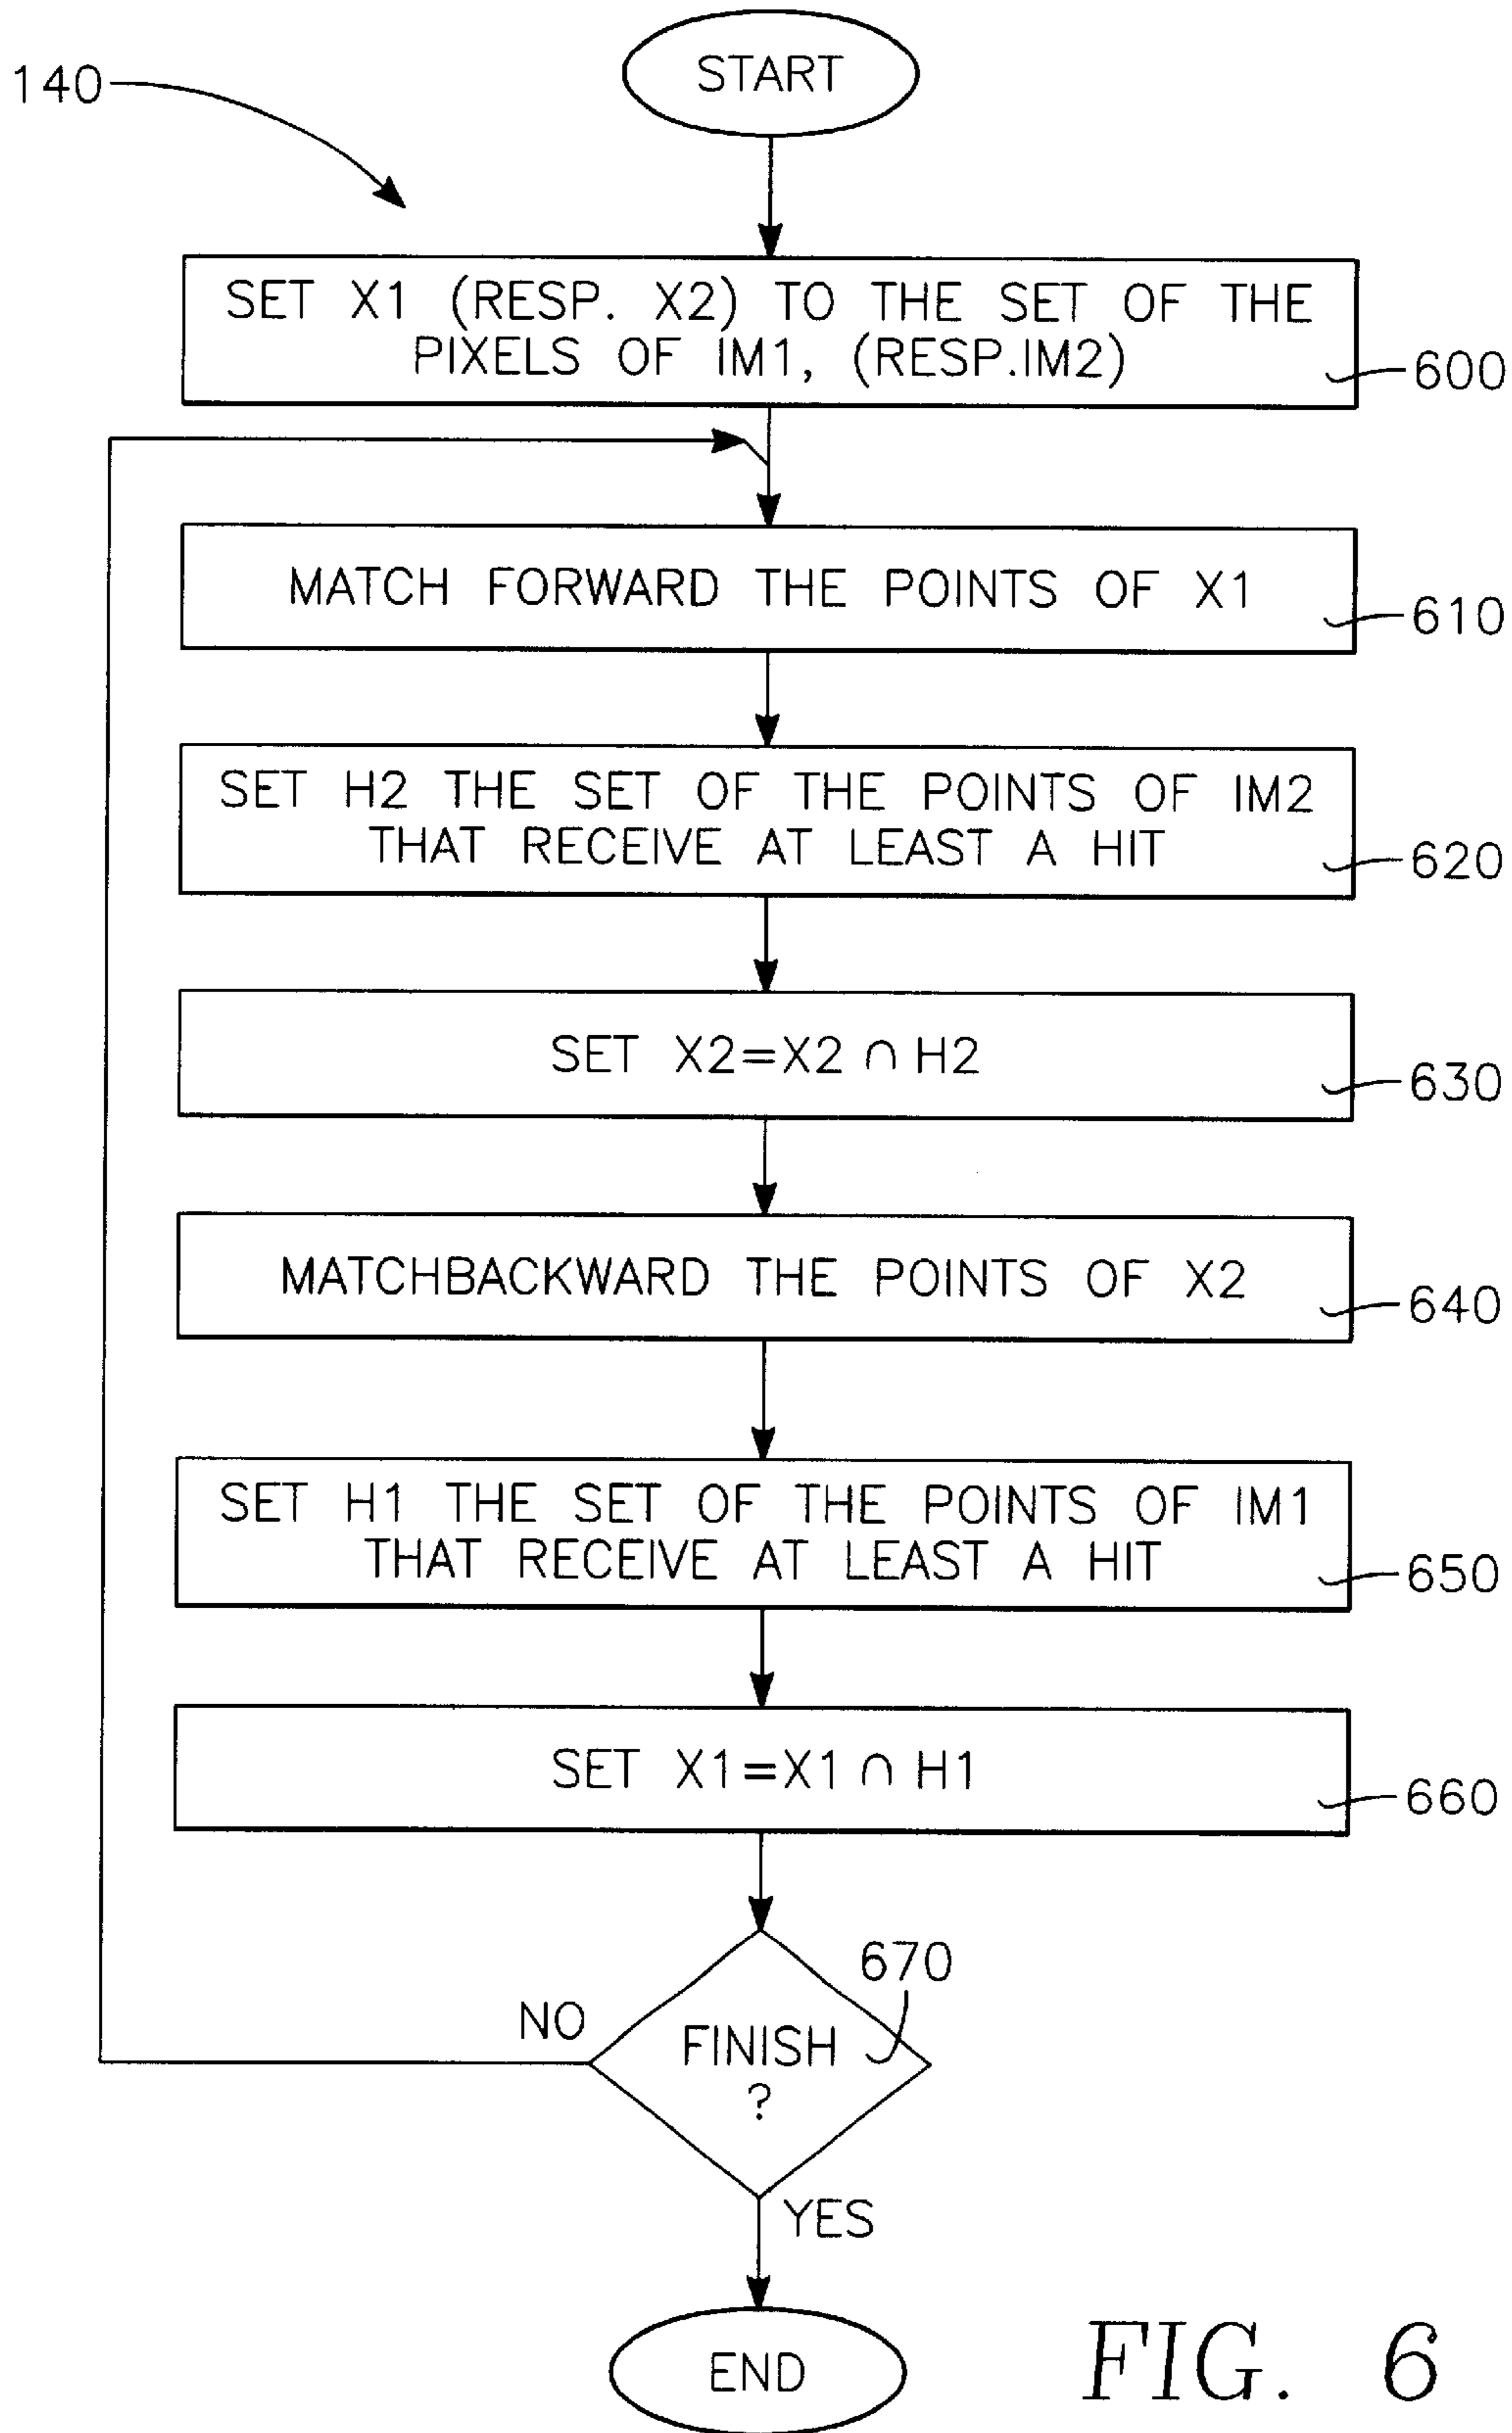 START
140
SET X1 (RESP. X2) TO THE SET OF THE
PIXELS OF IM1, (RESP.IM2)
600
MATCH FORWARD THE POINTS OF X1
610
SET H2 THE SET OF THE POINTS OF IM2
THAT RECEIVE AT LEAST A HIT
620
SET X2=X2 ∩ H2
630
MATCHBACKWARD THE POINTS OF X2
640
SET H1 THE SET OF THE POINTS OF IM1
THAT RECEIVE AT LEAST A HIT
650
SET X1=X1 ∩ H1
660
670
NO
FINISH
?
YES
END
FIG. 6